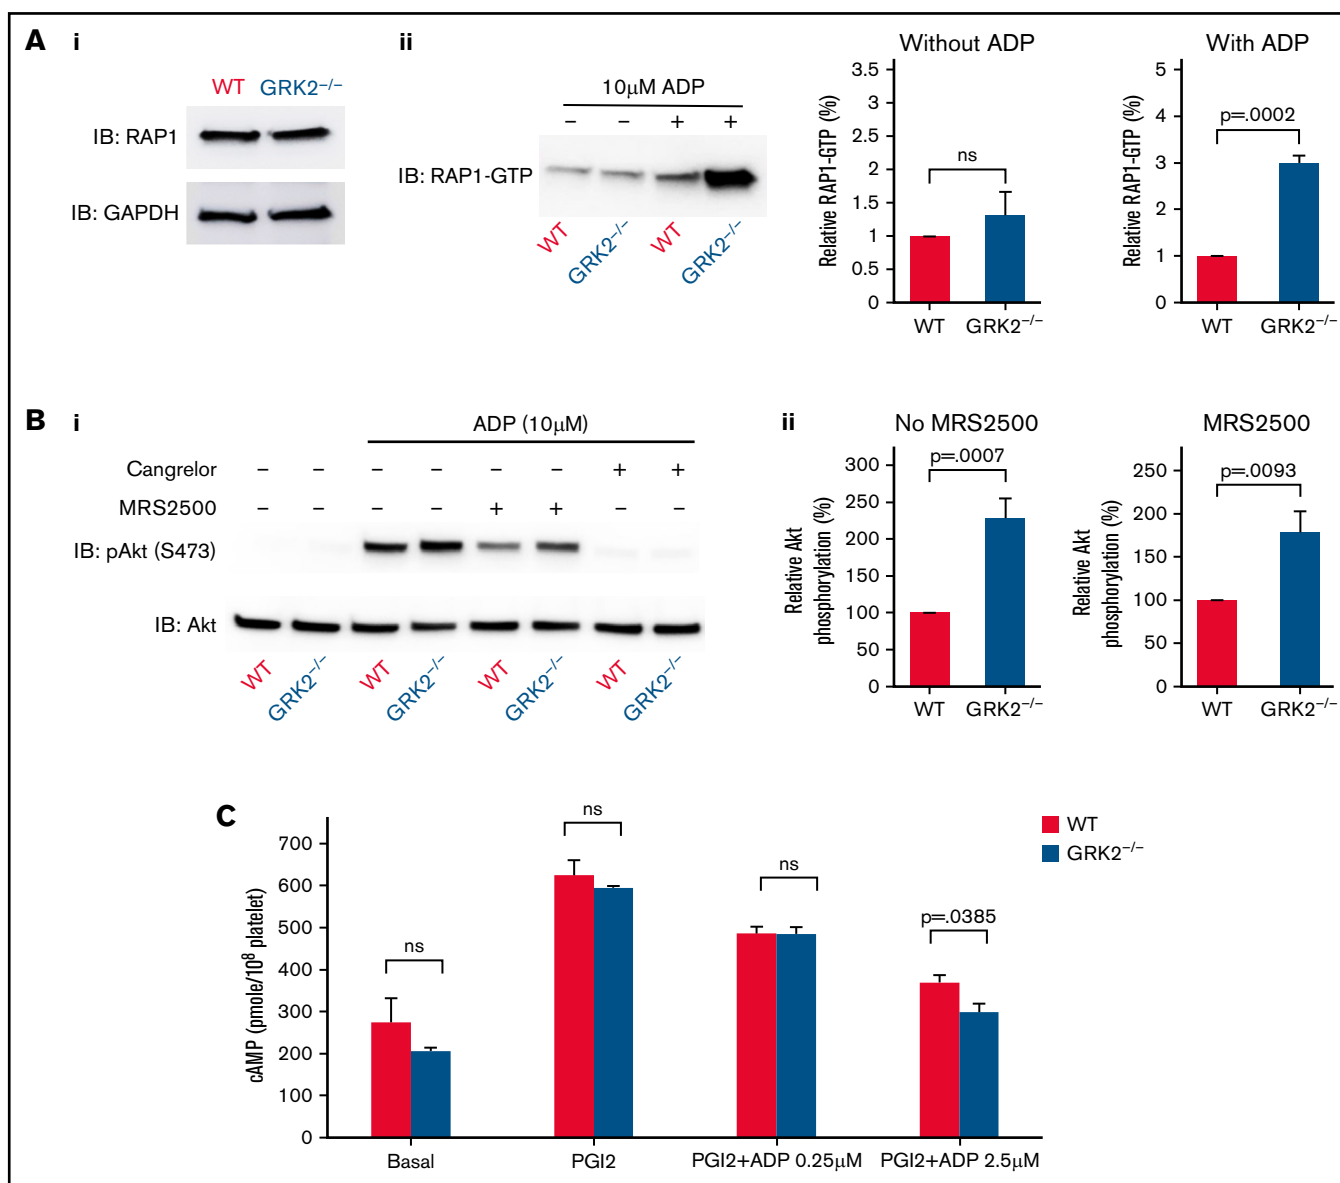 A i
WT GRK2−/−
IB: RAP1
IB: GAPDH
ii
10μM ADP
− − + +
IB: RAP1-GTP
WT GRK2−/− WT GRK2−/−
Without ADP
Relative RAP1-GTP (%)
3.5
3
2.5
2
1.5
1
0.5
0
ns
WT GRK2−/−
With ADP
Relative RAP1-GTP (%)
5
4
3
2
1
0
p=.0002
WT GRK2−/−
B i
ADP (10μM)
Cangrelor − − − − − − + +
MRS2500 − − − − + + − −
IB: pAkt (S473)
IB: Akt
WT GRK2−/− WT GRK2−/− WT GRK2−/− WT GRK2−/−
ii
No MRS2500
Relative Akt
phosphorylation (%)
300
250
200
150
100
50
0
p=.0007
WT GRK2−/−
MRS2500
Relative Akt
phosphorylation (%)
250
200
150
100
50
0
p=.0093
WT GRK2−/−
C
cAMP (pmole/10⁸ platelet)
700
600
500
400
300
200
100
0
ns
ns
ns
p=.0385
Basal PGI2 PGI2+ADP 0.25μM PGI2+ADP 2.5μM
WT
GRK2−/−